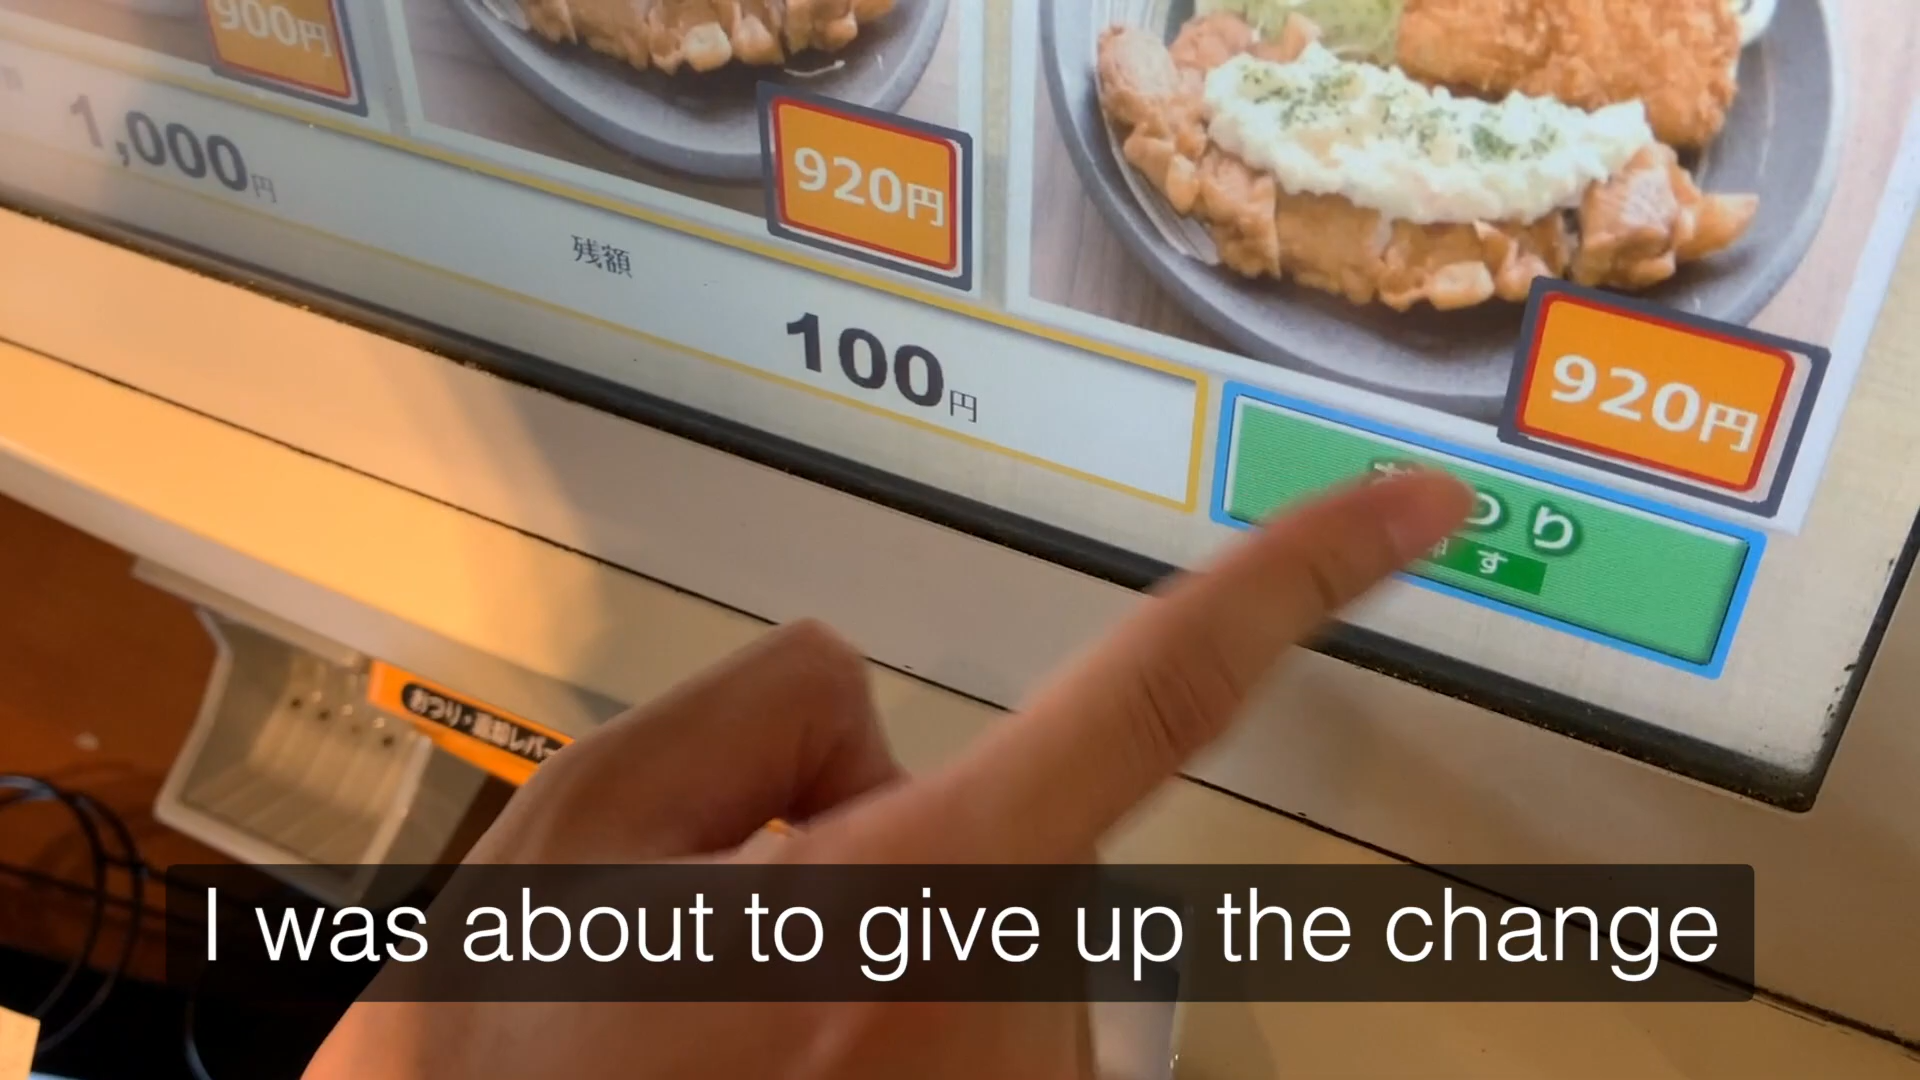 900円
920円
1,000円
残額
100円
920円
おつり
押す
おつり・返却レバー
I was about to give up the change